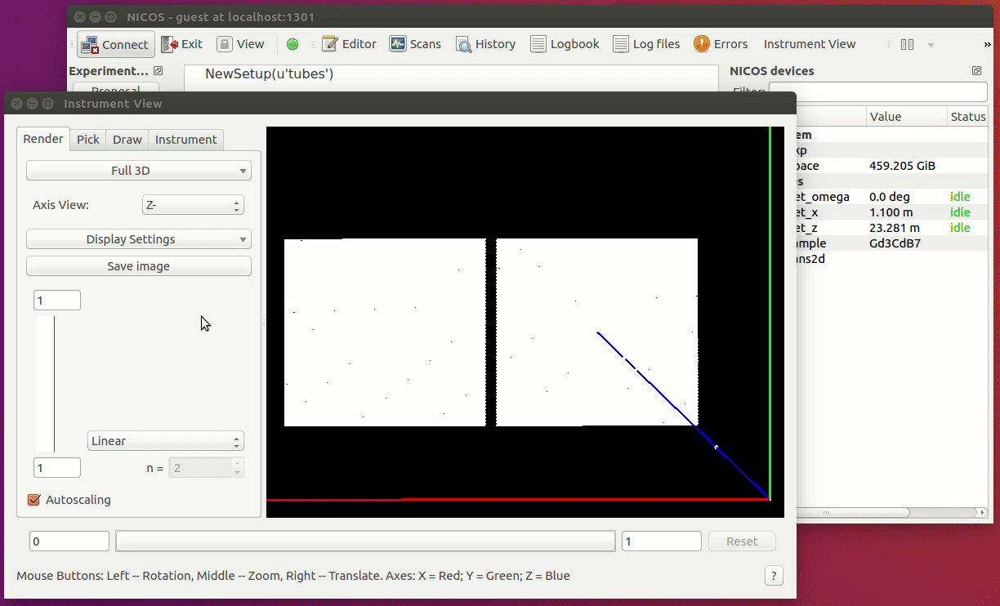 NICOS - guest at localhost:1301
Connect Exit View Editor Scans History Logbook Log files Errors Instrument View »
Experiment... NewSetup(u'tubes') NICOS devices
Proposal Filter:
Instrument View
Value Status
Render Pick Draw Instrument
em
xp
Full 3D
pace 459.205 GiB
es
Axis View: Z-
et_omega 0.0 deg idle
et_x 1.100 m idle
et_z 23.281 m idle
Display Settings
ample Gd3CdB7
ans2d
Save image
1
Linear
1 n = 2
Autoscaling
0 1 Reset
Mouse Buttons: Left -- Rotation, Middle -- Zoom, Right -- Translate. Axes: X = Red; Y = Green; Z = Blue ?